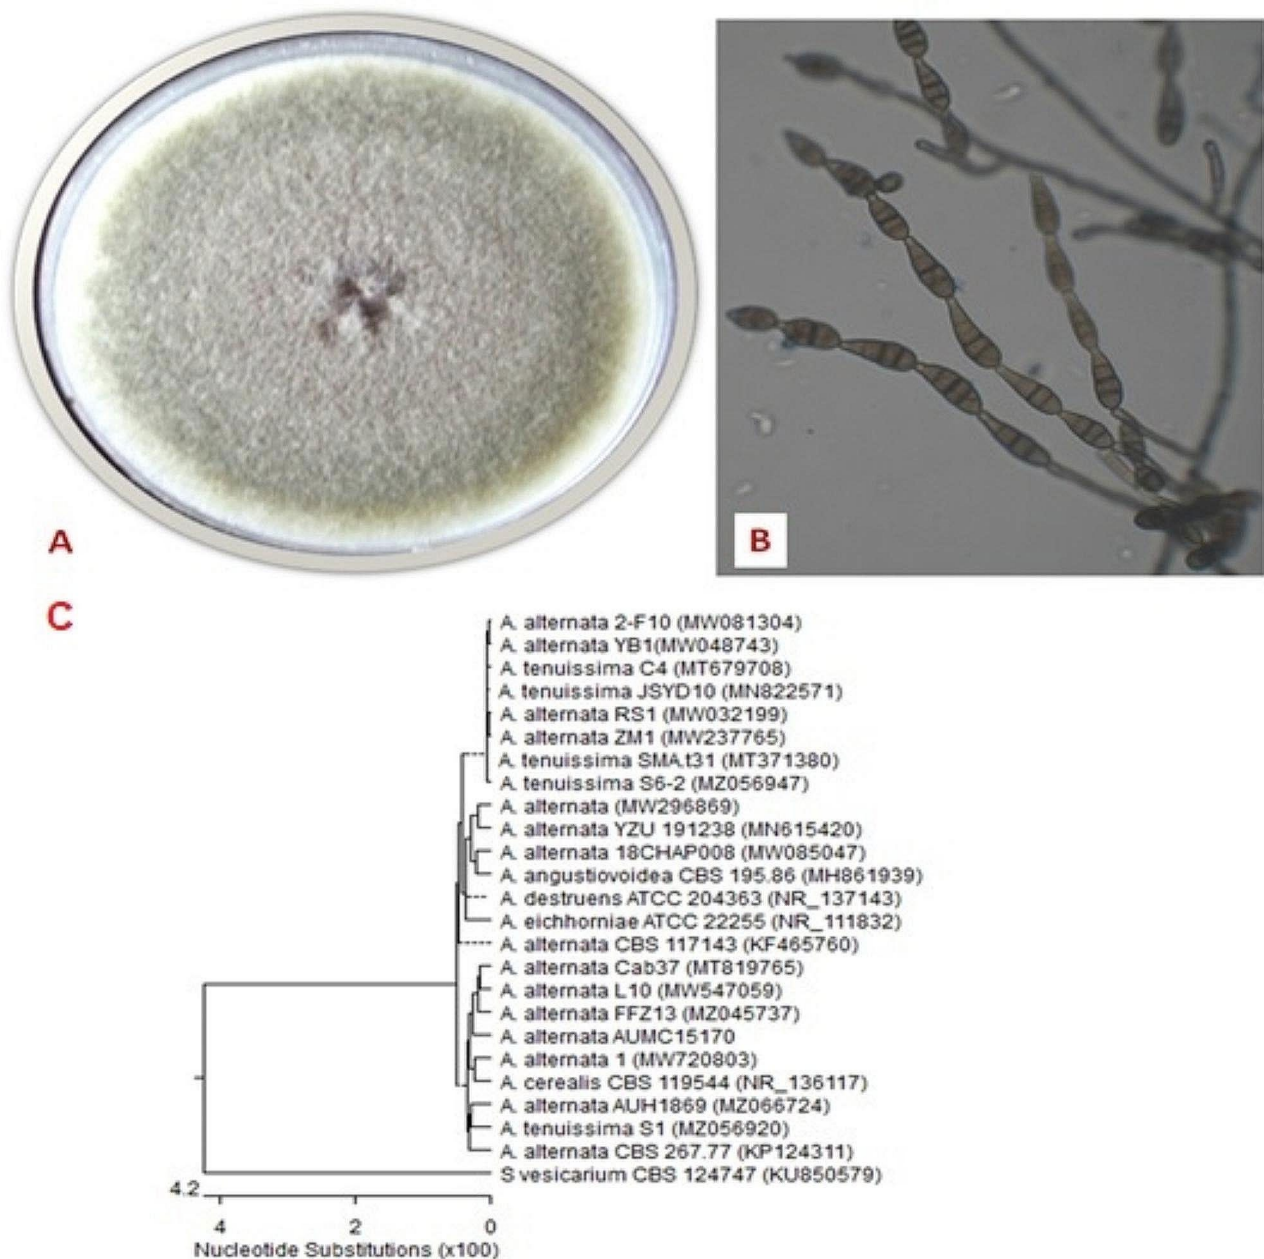 A
B
C
A. alternata 2-F10 (MW081304)
A. alternata YB1(MW048743)
A. tenuissima C4 (MT679708)
A. tenuissima JSYD10 (MN822571)
A. alternata RS1 (MW032199)
A. alternata ZM1 (MW237765)
A. tenuissima SMA.t31 (MT371380)
A. tenuissima S6-2 (MZ056947)
A. alternata (MW296869)
A. alternata YZU 191238 (MN615420)
A. alternata 18CHAP008 (MW085047)
A. angustiovoidea CBS 195.86 (MH861939)
A. destruens ATCC 204363 (NR_137143)
A. eichhorniae ATCC 22255 (NR_111832)
A. alternata CBS 117143 (KF465760)
A. alternata Cab37 (MT819765)
A. alternata L10 (MW547059)
A. alternata FFZ13 (MZ045737)
A. alternata AUMC15170
A. alternata 1 (MW720803)
A. cerealis CBS 119544 (NR_136117)
A. alternata AUH1869 (MZ066724)
A. tenuissima S1 (MZ056920)
A. alternata CBS 267.77 (KP124311)
S vesicarium CBS 124747 (KU850579)
4.2
4 2 0
Nucleotide Substitutions (x100)